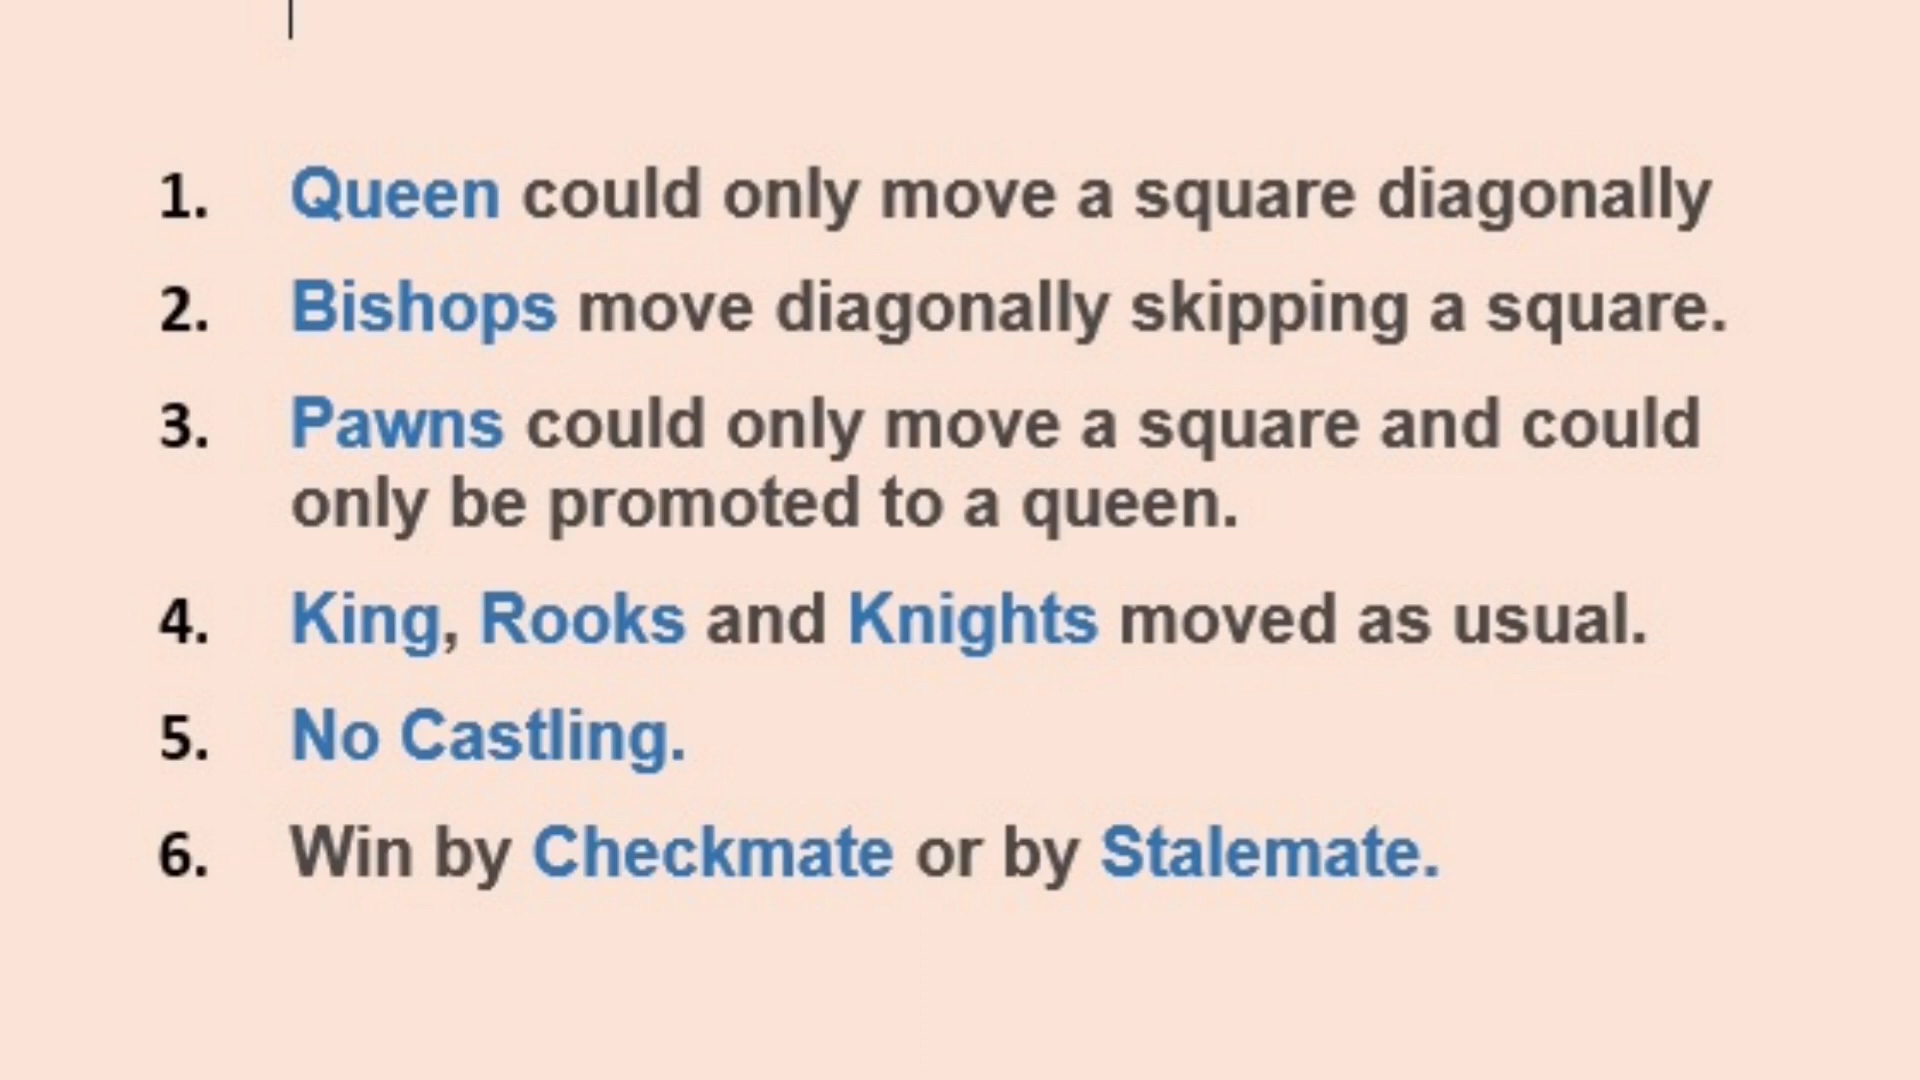 1. Queen could only move a square diagonally
2. Bishops move diagonally skipping a square.
3. Pawns could only move a square and could
only be promoted to a queen.
4. King, Rooks and Knights moved as usual.
5. No Castling.
6. Win by Checkmate or by Stalemate.